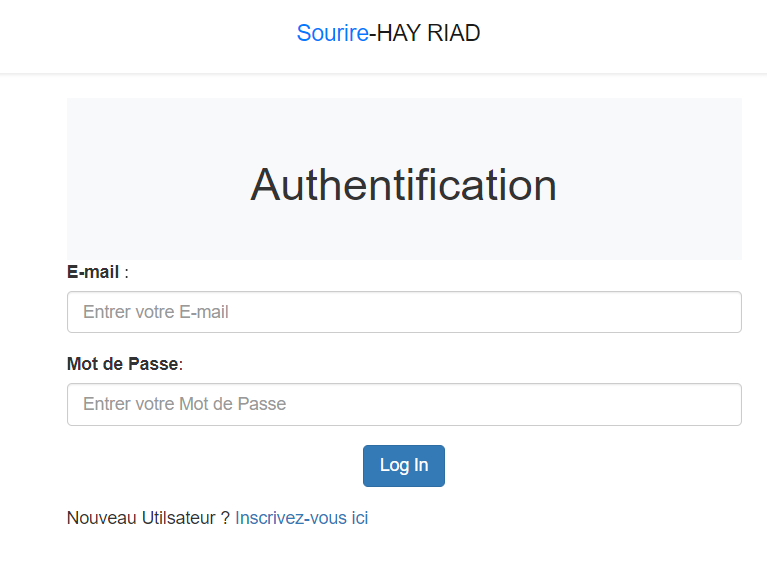 Sourire-HAY RIAD
Authentification
E-mail :
Entrer votre E-mail
Mot de Passe:
Entrer votre Mot de Passe
Log In
Nouveau Utilsateur ? Inscrivez-vous ici